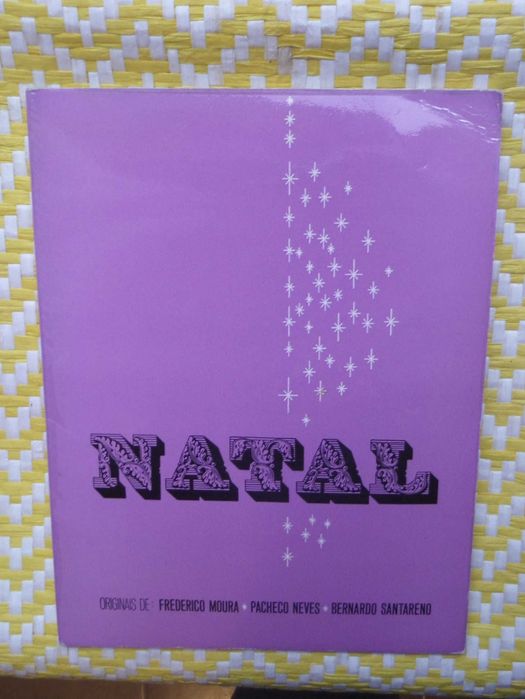 NATAL
ORIGINAIS DE: FREDERICO MOURA * PACHECO NEVES * BERNARDO SANTARENO